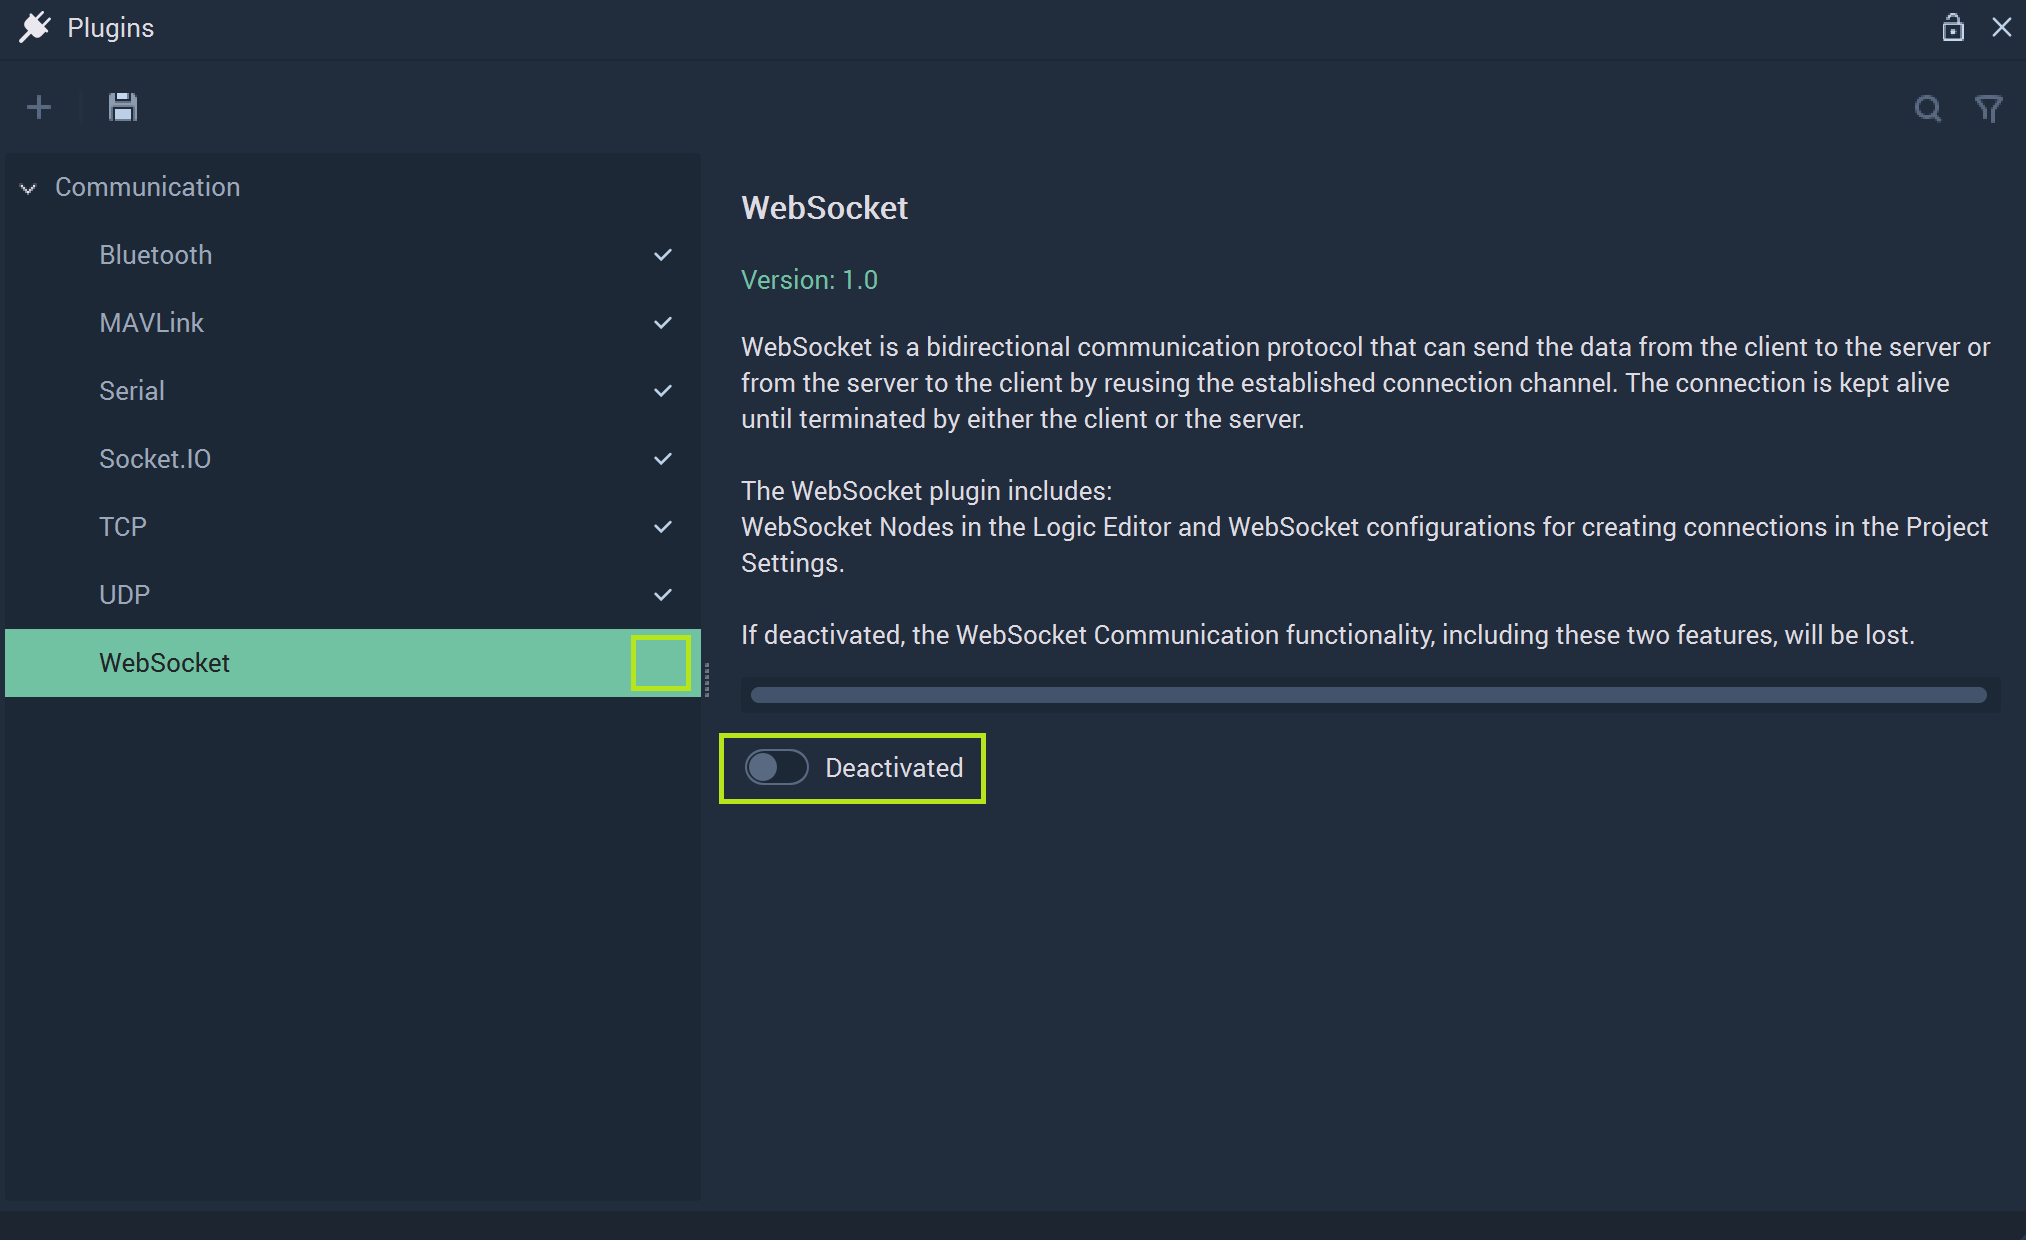 Plugins
Communication
Bluetooth
MAVLink
Serial
Socket.IO
TCP
UDP
WebSocket
WebSocket
Version: 1.0
WebSocket is a bidirectional communication protocol that can send the data from the client to the server or
from the server to the client by reusing the established connection channel. The connection is kept alive
until terminated by either the client or the server.
The WebSocket plugin includes:
WebSocket Nodes in the Logic Editor and WebSocket configurations for creating connections in the Project
Settings.
If deactivated, the WebSocket Communication functionality, including these two features, will be lost.
Deactivated